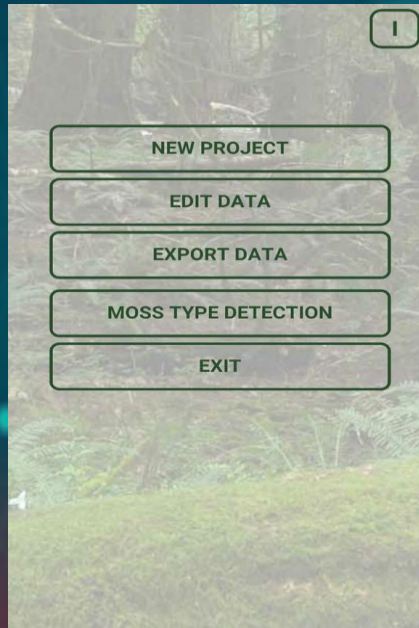 I
NEW PROJECT
EDIT DATA
EXPORT DATA
MOSS TYPE DETECTION
EXIT